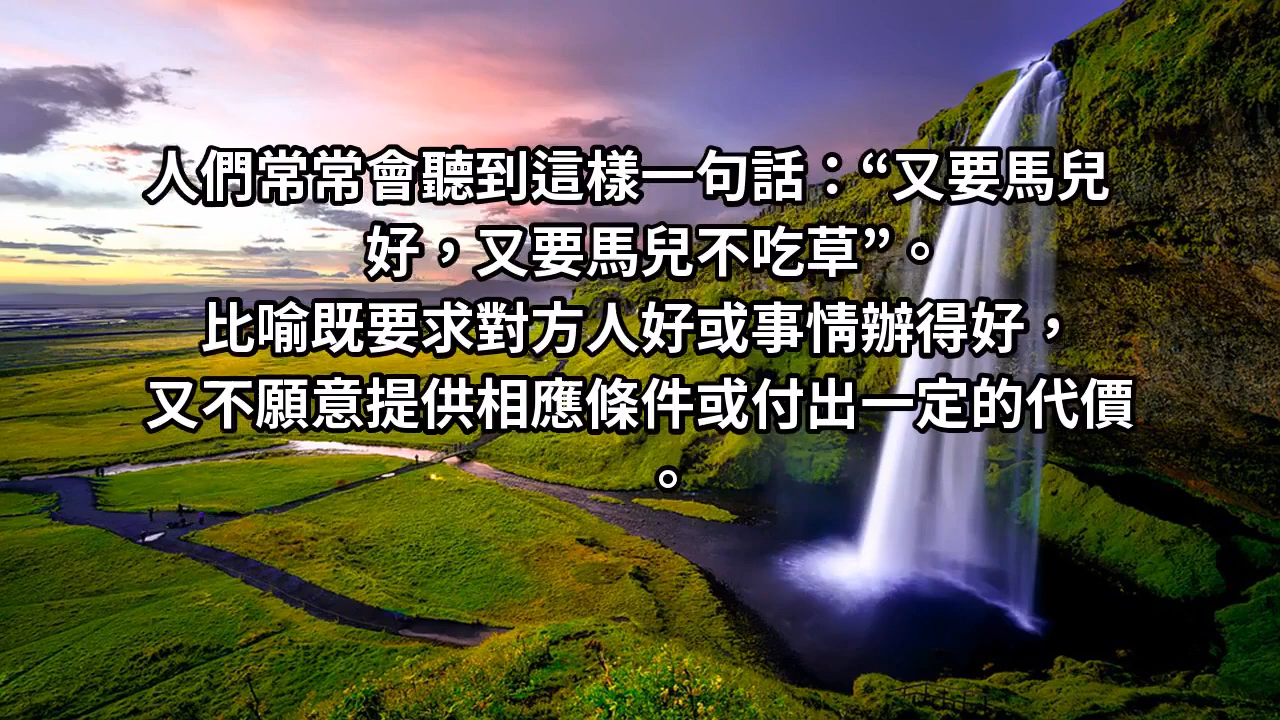 人們常常會聽到這樣一句話：“又要馬兒
好，又要馬兒不吃草”。
比喻既要求對方人好或事情辦得好，
又不願意提供相應條件或付出一定的代價
。